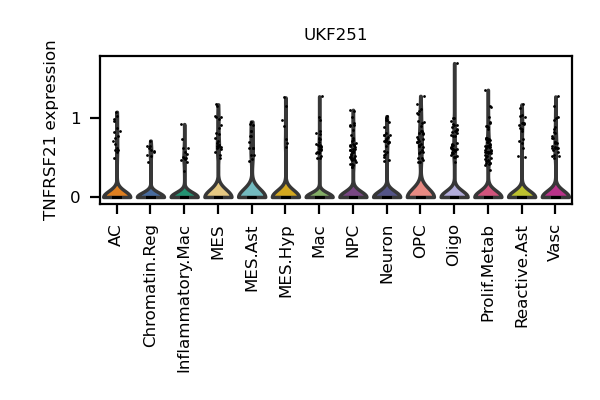 UKF251
TNFRSF21 expression
1
0
AC
Chromatin.Reg
Inflammatory.Mac
MES
MES.Ast
MES.Hyp
Mac
NPC
Neuron
OPC
Oligo
Prolif.Metab
Reactive.Ast
Vasc